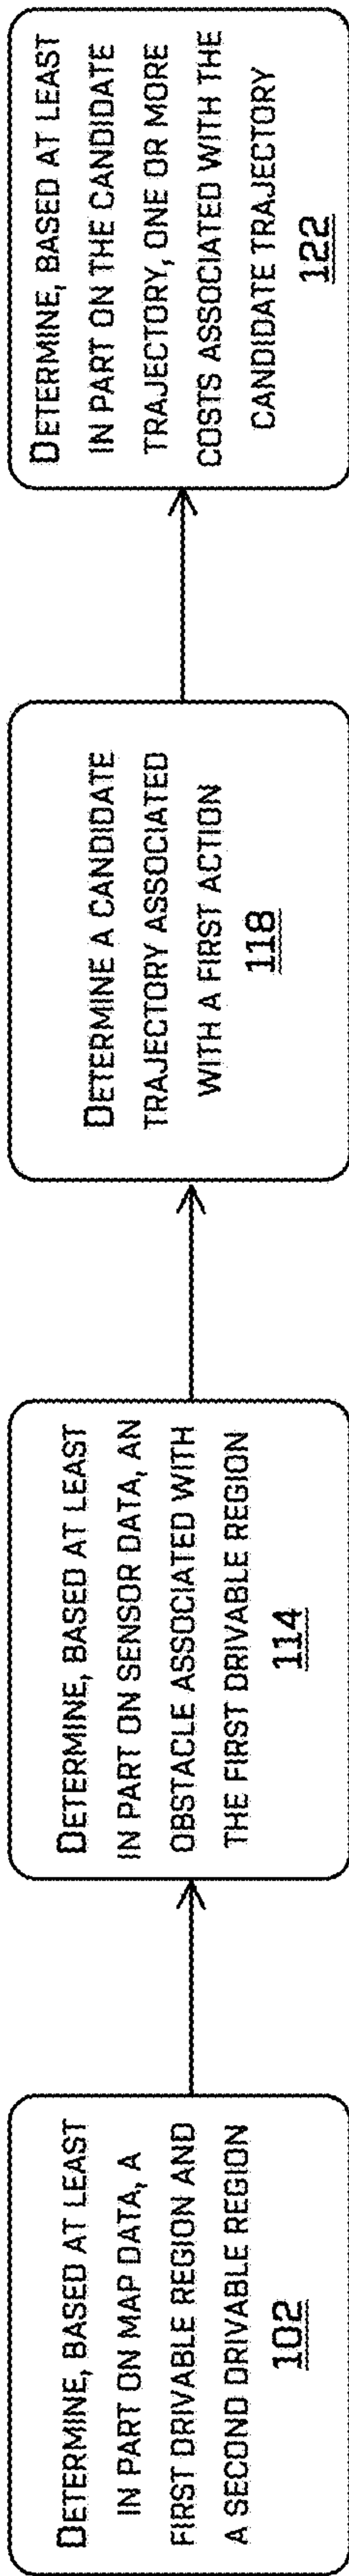 DETERMINE, BASED AT LEAST
IN PART ON MAP DATA, A
FIRST DRIVABLE REGION AND
A SECOND DRIVABLE REGION
102
DETERMINE, BASED AT LEAST
IN PART ON SENSOR DATA, AN
OBSTACLE ASSOCIATED WITH
THE FIRST DRIVABLE REGION
114
DETERMINE A CANDIDATE
TRAJECTORY ASSOCIATED
WITH A FIRST ACTION
118
DETERMINE, BASED AT LEAST
IN PART ON THE CANDIDATE
TRAJECTORY, ONE OR MORE
COSTS ASSOCIATED WITH THE
CANDIDATE TRAJECTORY
122